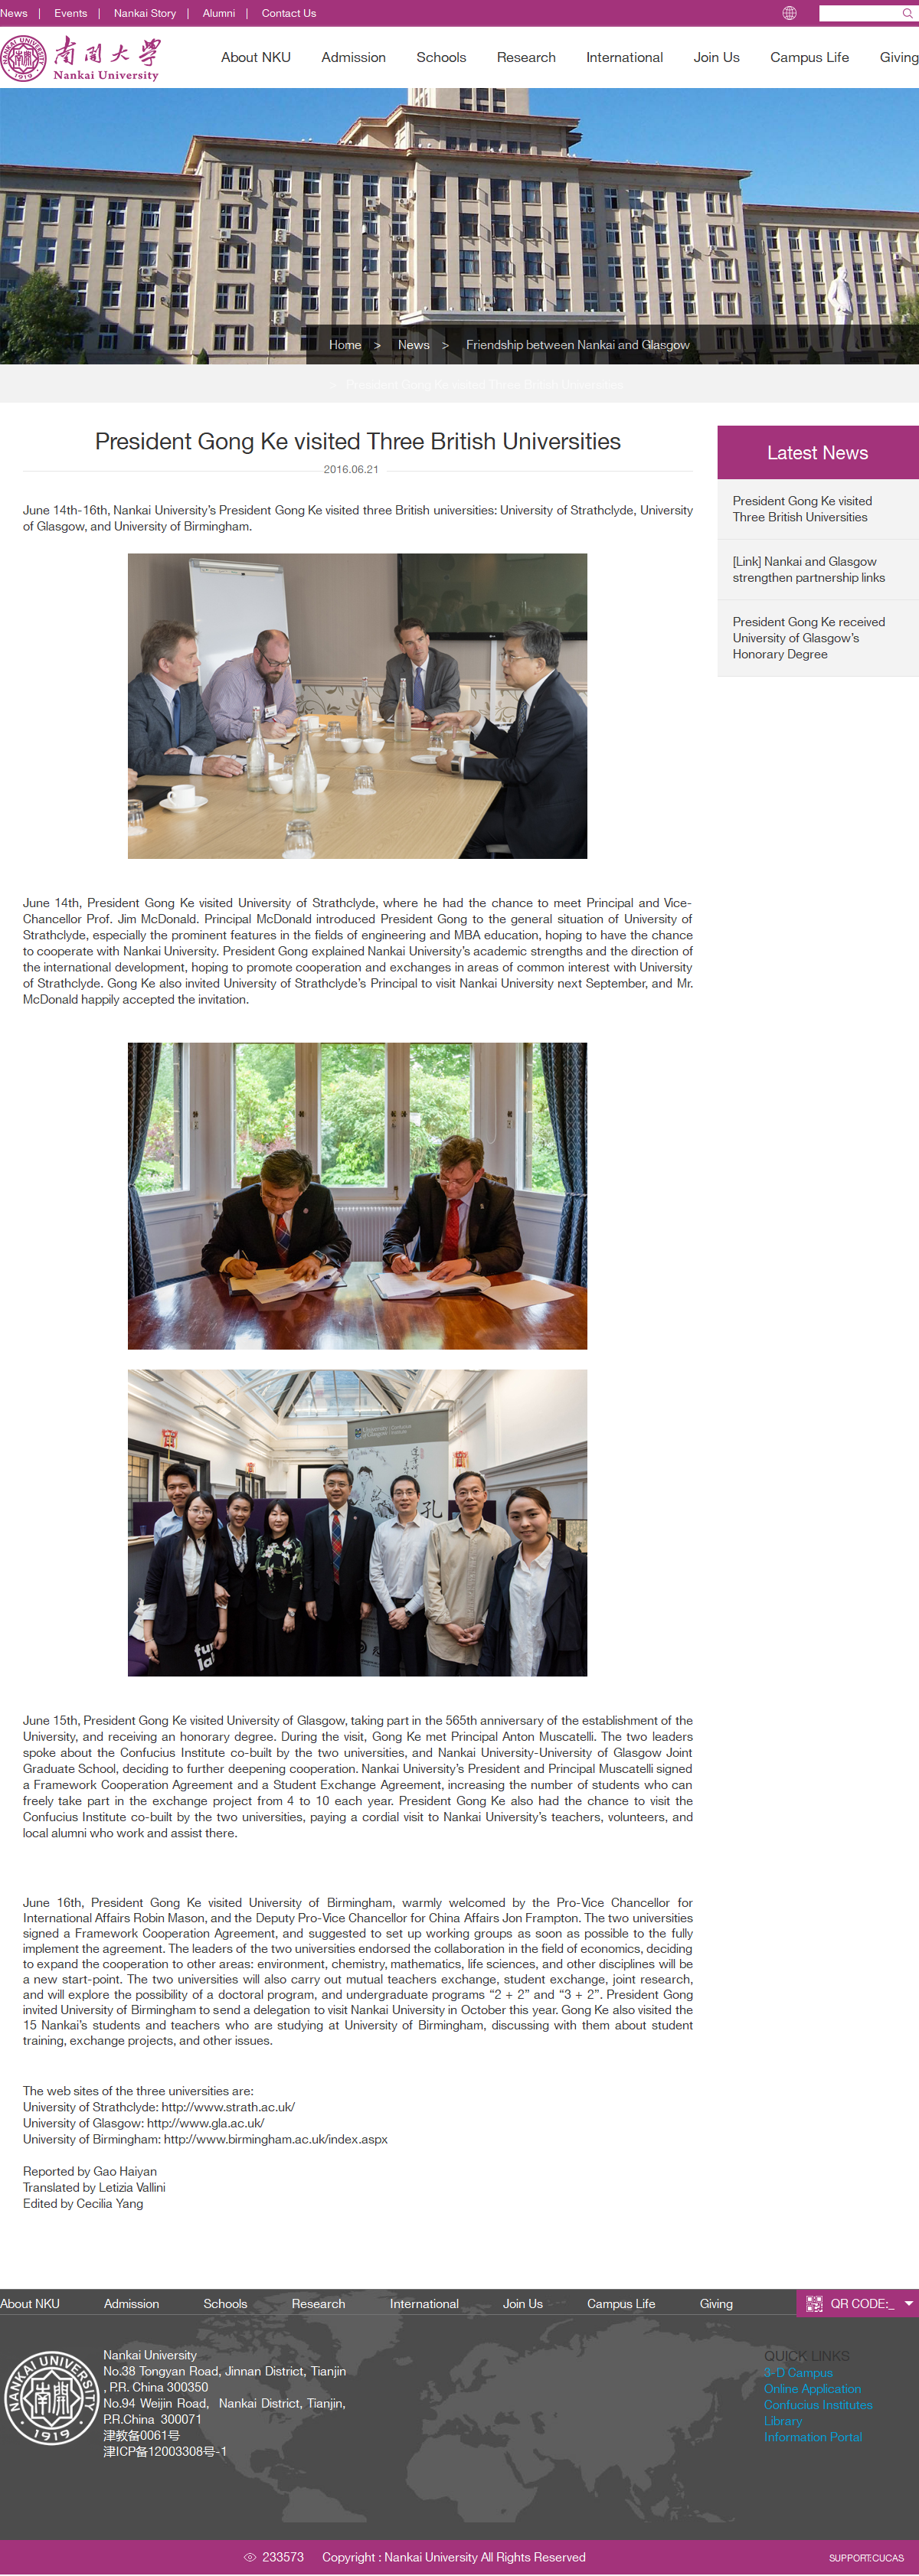 News | Events | Nankai Story | Alumni | Contact Us
南开大学
Nankai University
About NKU Admission Schools Research International Join Us Campus Life Giving
Home > News > Friendship between Nankai and Glasgow
> President Gong Ke visited Three British Universities
President Gong Ke visited Three British Universities
2016.06.21
June 14th-16th, Nankai University's President Gong Ke visited three British universities: University of Strathclyde, University
of Glasgow, and University of Birmingham.
June 14th, President Gong Ke visited University of Strathclyde, where he had the chance to meet Principal and Vice-
Chancellor Prof. Jim McDonald. Principal McDonald introduced President Gong to the general situation of University of
Strathclyde, especially the prominent features in the fields of engineering and MBA education, hoping to have the chance
to cooperate with Nankai University. President Gong explained Nankai University's academic strengths and the direction of
the international development, hoping to promote cooperation and exchanges in areas of common interest with University
of Strathclyde. Gong Ke also invited University of Strathclyde's Principal to visit Nankai University next September, and Mr.
McDonald happily accepted the invitation.
孔
fun
la
June 15th, President Gong Ke visited University of Glasgow, taking part in the 565th anniversary of the establishment of the
University, and receiving an honorary degree. During the visit, Gong Ke met Principal Anton Muscatelli. The two leaders
spoke about the Confucius Institute co-built by the two universities, and Nankai University-University of Glasgow Joint
Graduate School, deciding to further deepening cooperation. Nankai University's President and Principal Muscatelli signed
a Framework Cooperation Agreement and a Student Exchange Agreement, increasing the number of students who can
freely take part in the exchange project from 4 to 10 each year. President Gong Ke also had the chance to visit the
Confucius Institute co-built by the two universities, paying a cordial visit to Nankai University's teachers, volunteers, and
local alumni who work and assist there.
June 16th, President Gong Ke visited University of Birmingham, warmly welcomed by the Pro-Vice Chancellor for
International Affairs Robin Mason, and the Deputy Pro-Vice Chancellor for China Affairs Jon Frampton. The two universities
signed a Framework Cooperation Agreement, and suggested to set up working groups as soon as possible to the fully
implement the agreement. The leaders of the two universities endorsed the collaboration in the field of economics, deciding
to expand the cooperation to other areas: environment, chemistry, mathematics, life sciences, and other disciplines will be
a new start-point. The two universities will also carry out mutual teachers exchange, student exchange, joint research,
and will explore the possibility of a doctoral program, and undergraduate programs “2 + 2” and “3 + 2”. President Gong
invited University of Birmingham to send a delegation to visit Nankai University in October this year. Gong Ke also visited the
15 Nankai's students and teachers who are studying at University of Birmingham, discussing with them about student
training, exchange projects, and other issues.
The web sites of the three universities are:
University of Strathclyde: http://www.strath.ac.uk/
University of Glasgow: http://www.gla.ac.uk/
University of Birmingham: http://www.birmingham.ac.uk/index.aspx
Reported by Gao Haiyan
Translated by Letizia Vallini
Edited by Cecilia Yang
Latest News
President Gong Ke visited
Three British Universities
[Link] Nankai and Glasgow
strengthen partnership links
President Gong Ke received
University of Glasgow's
Honorary Degree
About NKU Admission Schools Research International Join Us Campus Life Giving
QR CODE:_
NANKAI UNIVERSITY
1919
Nankai University
No.38 Tongyan Road, Jinnan District, Tianjin
, P.R. China 300350
No.94 Weijin Road, Nankai District, Tianjin,
P.R.China 300071
津教备0061号
津ICP备12003308号-1
QUICK LINKS
3-D Campus
Online Application
Confucius Institutes
Library
Information Portal
233573 Copyright : Nankai University All Rights Reserved
SUPPORT:CUCAS